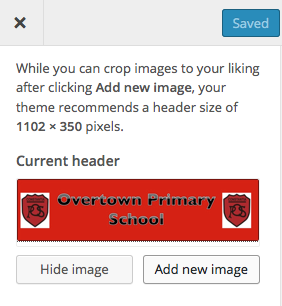 Saved
While you can crop images to your liking
after clicking Add new image, your
theme recommends a header size of
1102 × 350 pixels.
Current header
Overtown Primary
School
Hide image
Add new image